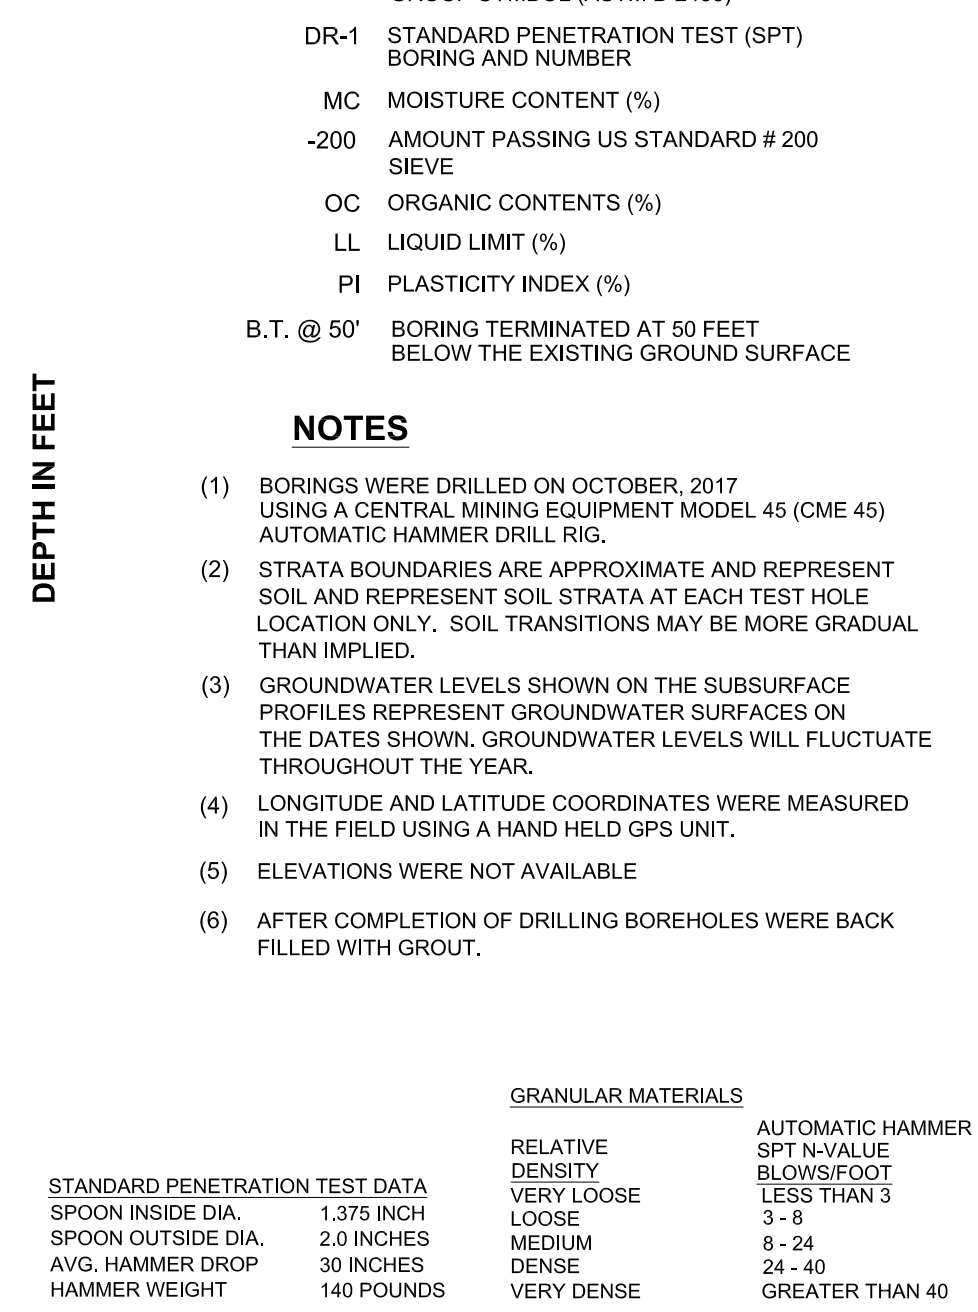 GROUP SYMBOL (ASTM D 2488)
DR-1 STANDARD PENETRATION TEST (SPT)
BORING AND NUMBER
MC MOISTURE CONTENT (%)
-200 AMOUNT PASSING US STANDARD # 200
SIEVE
OC ORGANIC CONTENTS (%)
LL LIQUID LIMIT (%)
PI PLASTICITY INDEX (%)
B.T. @ 50' BORING TERMINATED AT 50 FEET
BELOW THE EXISTING GROUND SURFACE
DEPTH IN FEET
NOTES
(1) BORINGS WERE DRILLED ON OCTOBER, 2017
USING A CENTRAL MINING EQUIPMENT MODEL 45 (CME 45)
AUTOMATIC HAMMER DRILL RIG.
(2) STRATA BOUNDARIES ARE APPROXIMATE AND REPRESENT
SOIL AND REPRESENT SOIL STRATA AT EACH TEST HOLE
LOCATION ONLY. SOIL TRANSITIONS MAY BE MORE GRADUAL
THAN IMPLIED.
(3) GROUNDWATER LEVELS SHOWN ON THE SUBSURFACE
PROFILES REPRESENT GROUNDWATER SURFACES ON
THE DATES SHOWN. GROUNDWATER LEVELS WILL FLUCTUATE
THROUGHOUT THE YEAR.
(4) LONGITUDE AND LATITUDE COORDINATES WERE MEASURED
IN THE FIELD USING A HAND HELD GPS UNIT.
(5) ELEVATIONS WERE NOT AVAILABLE
(6) AFTER COMPLETION OF DRILLING BOREHOLES WERE BACK
FILLED WITH GROUT.
STANDARD PENETRATION TEST DATA
SPOON INSIDE DIA. 1.375 INCH
SPOON OUTSIDE DIA. 2.0 INCHES
AVG. HAMMER DROP 30 INCHES
HAMMER WEIGHT 140 POUNDS
GRANULAR MATERIALS
AUTOMATIC HAMMER
RELATIVE SPT N-VALUE
DENSITY BLOWS/FOOT
VERY LOOSE LESS THAN 3
LOOSE 3 - 8
MEDIUM 8 - 24
DENSE 24 - 40
VERY DENSE GREATER THAN 40